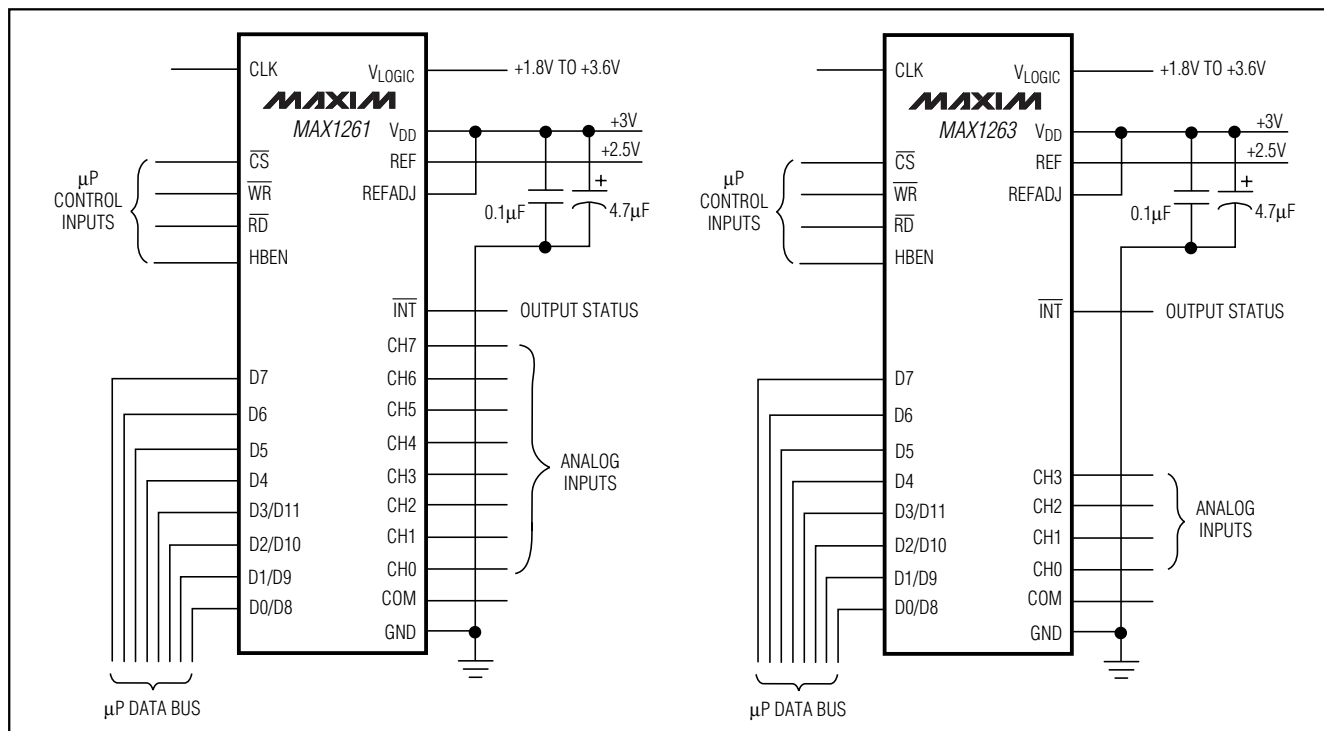 CLK
VLOGIC
+1.8V TO +3.6V
MAXIM
MAX1261
VDD
+3V
CS
REF
+2.5V
µP
CONTROL
INPUTS
WR
REFADJ
RD
0.1µF
+
4.7µF
HBEN
INT
OUTPUT STATUS
CH7
D7
CH6
D6
CH5
D5
CH4
D4
CH3
D3/D11
CH2
D2/D10
CH1
D1/D9
CH0
D0/D8
COM
GND
ANALOG
INPUTS
µP DATA BUS
CLK
VLOGIC
+1.8V TO +3.6V
MAXIM
MAX1263
VDD
+3V
CS
REF
+2.5V
µP
CONTROL
INPUTS
WR
REFADJ
RD
0.1µF
+
4.7µF
HBEN
INT
OUTPUT STATUS
D7
D6
D5
D4
CH3
D3/D11
CH2
D2/D10
CH1
D1/D9
CH0
D0/D8
COM
GND
ANALOG
INPUTS
µP DATA BUS